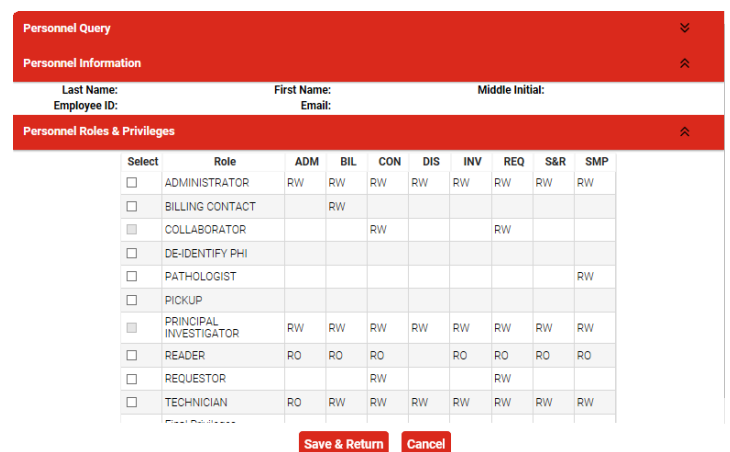 Personnel Query
Personnel Information
Last Name: First Name: Middle Initial:
Employee ID: Email:
Personnel Roles & Privileges
Select Role ADM BIL CON DIS INV REQ S&R SMP
ADMINISTRATOR RW RW RW RW RW RW RW RW
BILLING CONTACT RW
COLLABORATOR RW RW
DE-IDENTIFY PHI
PATHOLOGIST RW
PICKUP
PRINCIPAL
INVESTIGATOR RW RW RW RW RW RW RW RW
READER RO RO RO RO RO RO RO
REQUESTOR RW RW
TECHNICIAN RO RW RW RW RW RW RW RW
Save & Return Cancel